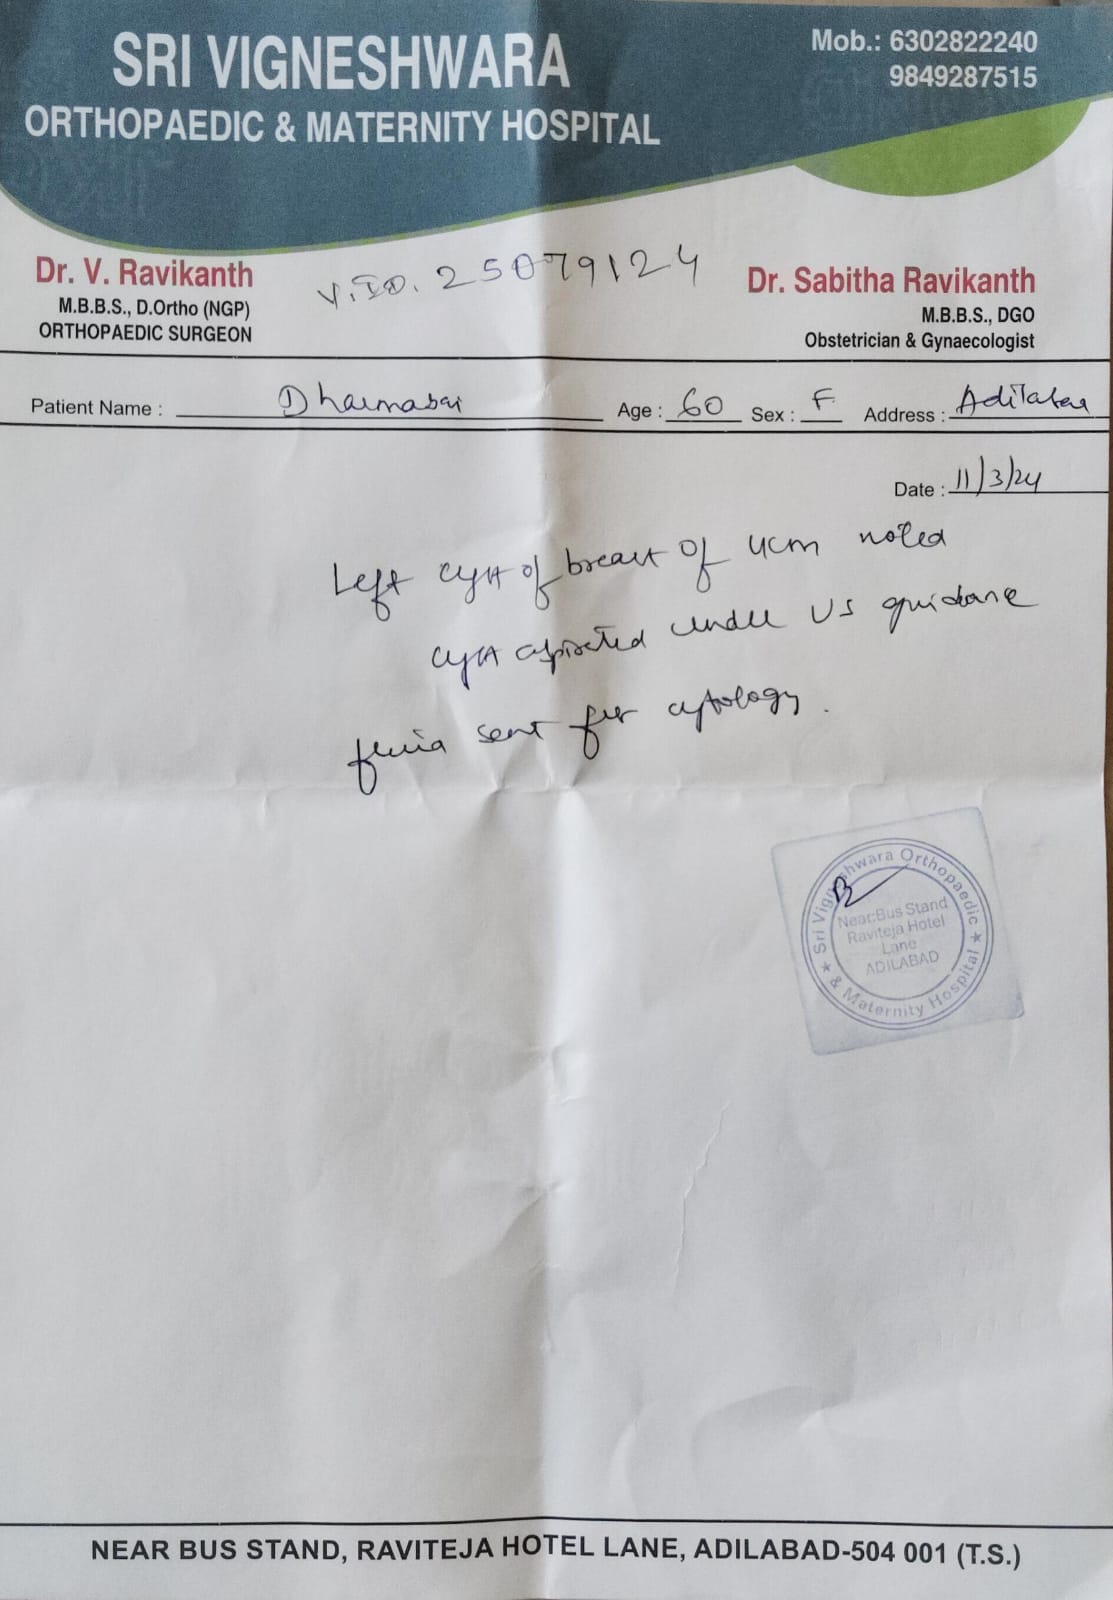 SRI VIGNESHWARA
ORTHOPAEDIC & MATERNITY HOSPITAL
Mob.: 6302822240
9849287515
Dr. V. Ravikanth
M.B.B.S., D.Ortho (NGP)
ORTHOPAEDIC SURGEON
V.ID. 25079124
Dr. Sabitha Ravikanth
M.B.B.S., DGO
Obstetrician & Gynaecologist
Patient Name : Dharmabai Age : 60 Sex : F Address :
Date : 11/3/24
Left cyst of breast of 4cm noted
cyst aspirated under US guidance
fluid sent for cytology.
Sri Vigneshwara Orthopaedic
& Maternity Hospital
Near:Bus Stand
Raviteja Hotel
Lane
ADILABAD
NEAR BUS STAND, RAVITEJA HOTEL LANE, ADILABAD-504 001 (T.S.)